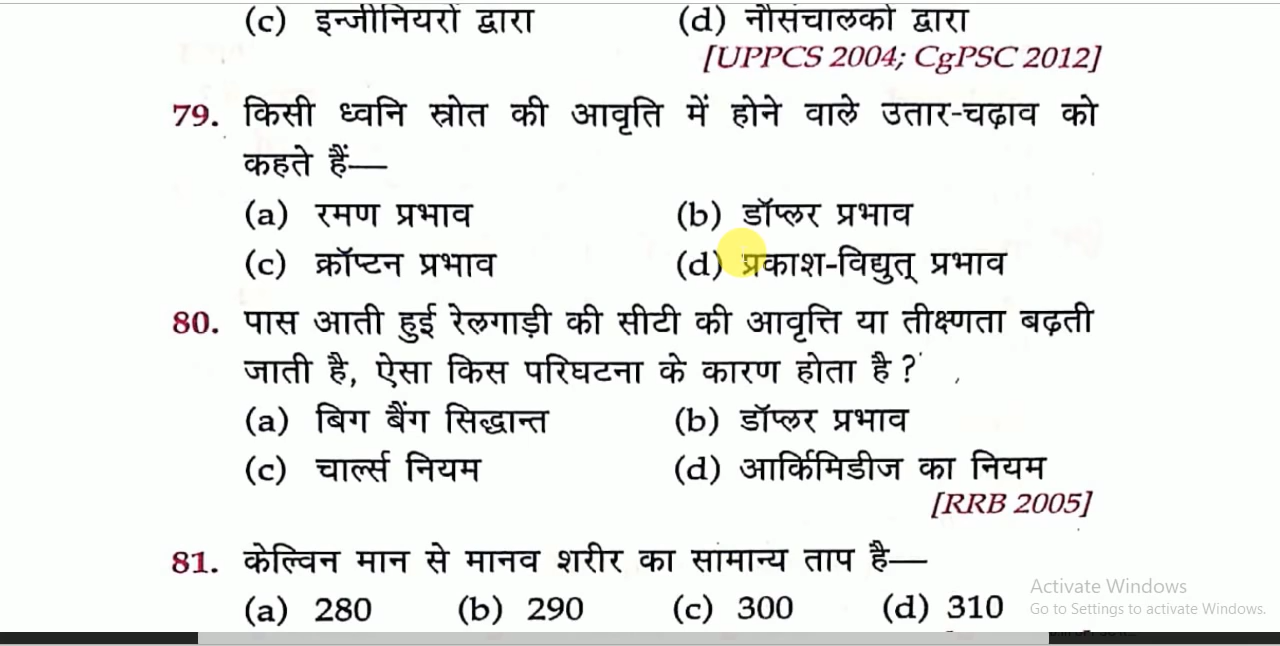 (c) इन्जीनियरों द्वारा (d) नौसंचालकों द्वारा
[UPPCS 2004; CgPSC 2012]
79. किसी ध्वनि स्रोत की आवृति में होने वाले उतार-चढ़ाव को
कहते हैं—
(a) रमण प्रभाव (b) डॉप्लर प्रभाव
(c) क्रॉप्टन प्रभाव (d) प्रकाश-विद्युत् प्रभाव
80. पास आती हुई रेलगाड़ी की सीटी की आवृत्ति या तीक्ष्णता बढ़ती
जाती है, ऐसा किस परिघटना के कारण होता है ?
(a) बिग बैंग सिद्धान्त (b) डॉप्लर प्रभाव
(c) चार्ल्स नियम (d) आर्किमिडीज का नियम
[RRB 2005]
81. केल्विन मान से मानव शरीर का सामान्य ताप है—
(a) 280 (b) 290 (c) 300 (d) 310
Activate Windows
Go to Settings to activate Windows.